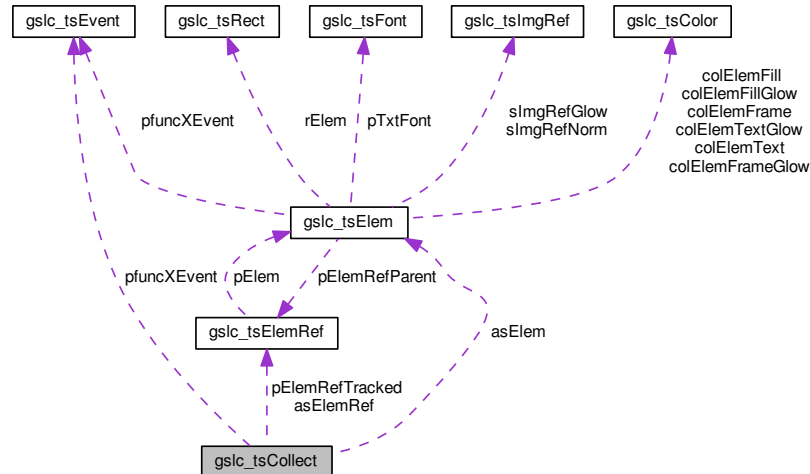 gslc_tsEvent
gslc_tsRect
gslc_tsFont
gslc_tsImgRef
gslc_tsColor
pfuncXEvent
rElem
pTxtFont
sImgRefGlow
sImgRefNorm
colElemFill
colElemFillGlow
colElemFrame
colElemTextGlow
colElemText
colElemFrameGlow
gslc_tsElem
pfuncXEvent
pElem
pElemRefParent
gslc_tsElemRef
asElem
pElemRefTracked
asElemRef
gslc_tsCollect